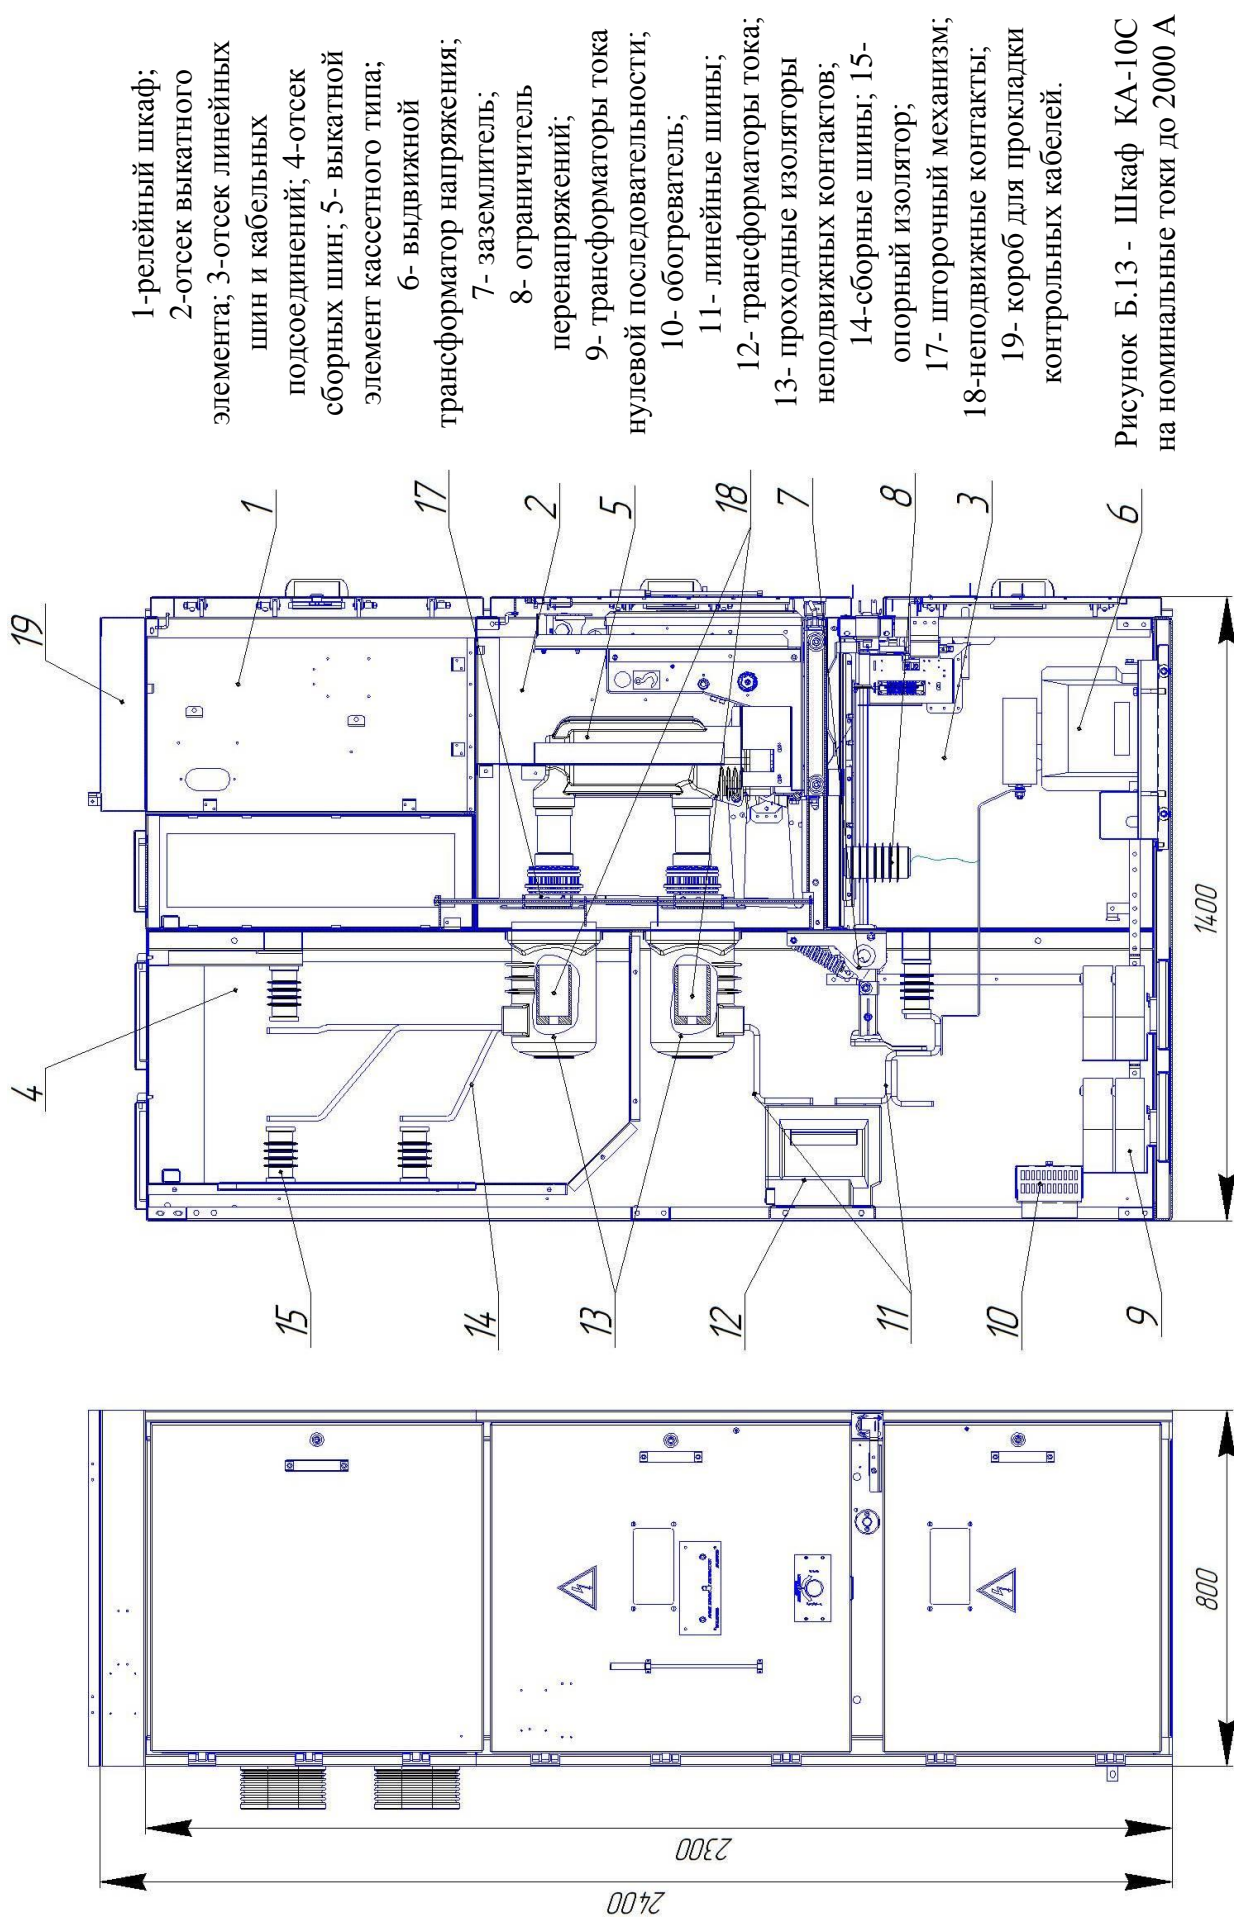 1-релейный шкаф;
2-отсек выкатного
элемента; 3-отсек линейных
шин и кабельных
подсоединений; 4-отсек
сборных шин; 5- выкатной
элемент кассетного типа;
6- выдвижной
трансформатор напряжения;
7- заземлитель;
8- ограничитель
перенапряжений;
9- трансформаторы тока
нулевой последовательности;
10- обогреватель;
11- линейные шины;
12- трансформаторы тока;
13- проходные изоляторы
неподвижных контактов;
14-сборные шины; 15-
опорный изолятор;
17- шторочный механизм;
18-неподвижные контакты;
19- короб для прокладки
контрольных кабелей.
Рисунок Б.13 - Шкаф КА-10С
на номинальные токи до 2000 А
19
1
17
2
5
18
7
8
3
6
1400
4
15
14
13
12
11
10
9
800
2300
2400